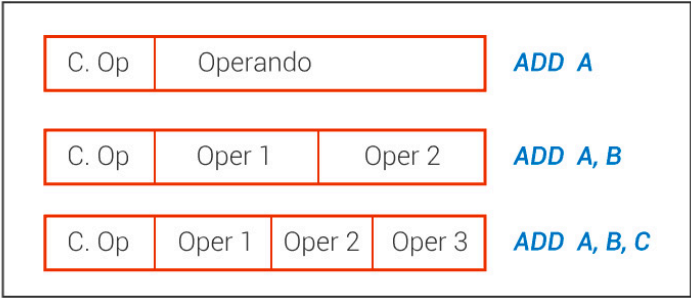 C. Op Operando ADD A
C. Op Oper 1 Oper 2 ADD A, B
C. Op Oper 1 Oper 2 Oper 3 ADD A, B, C